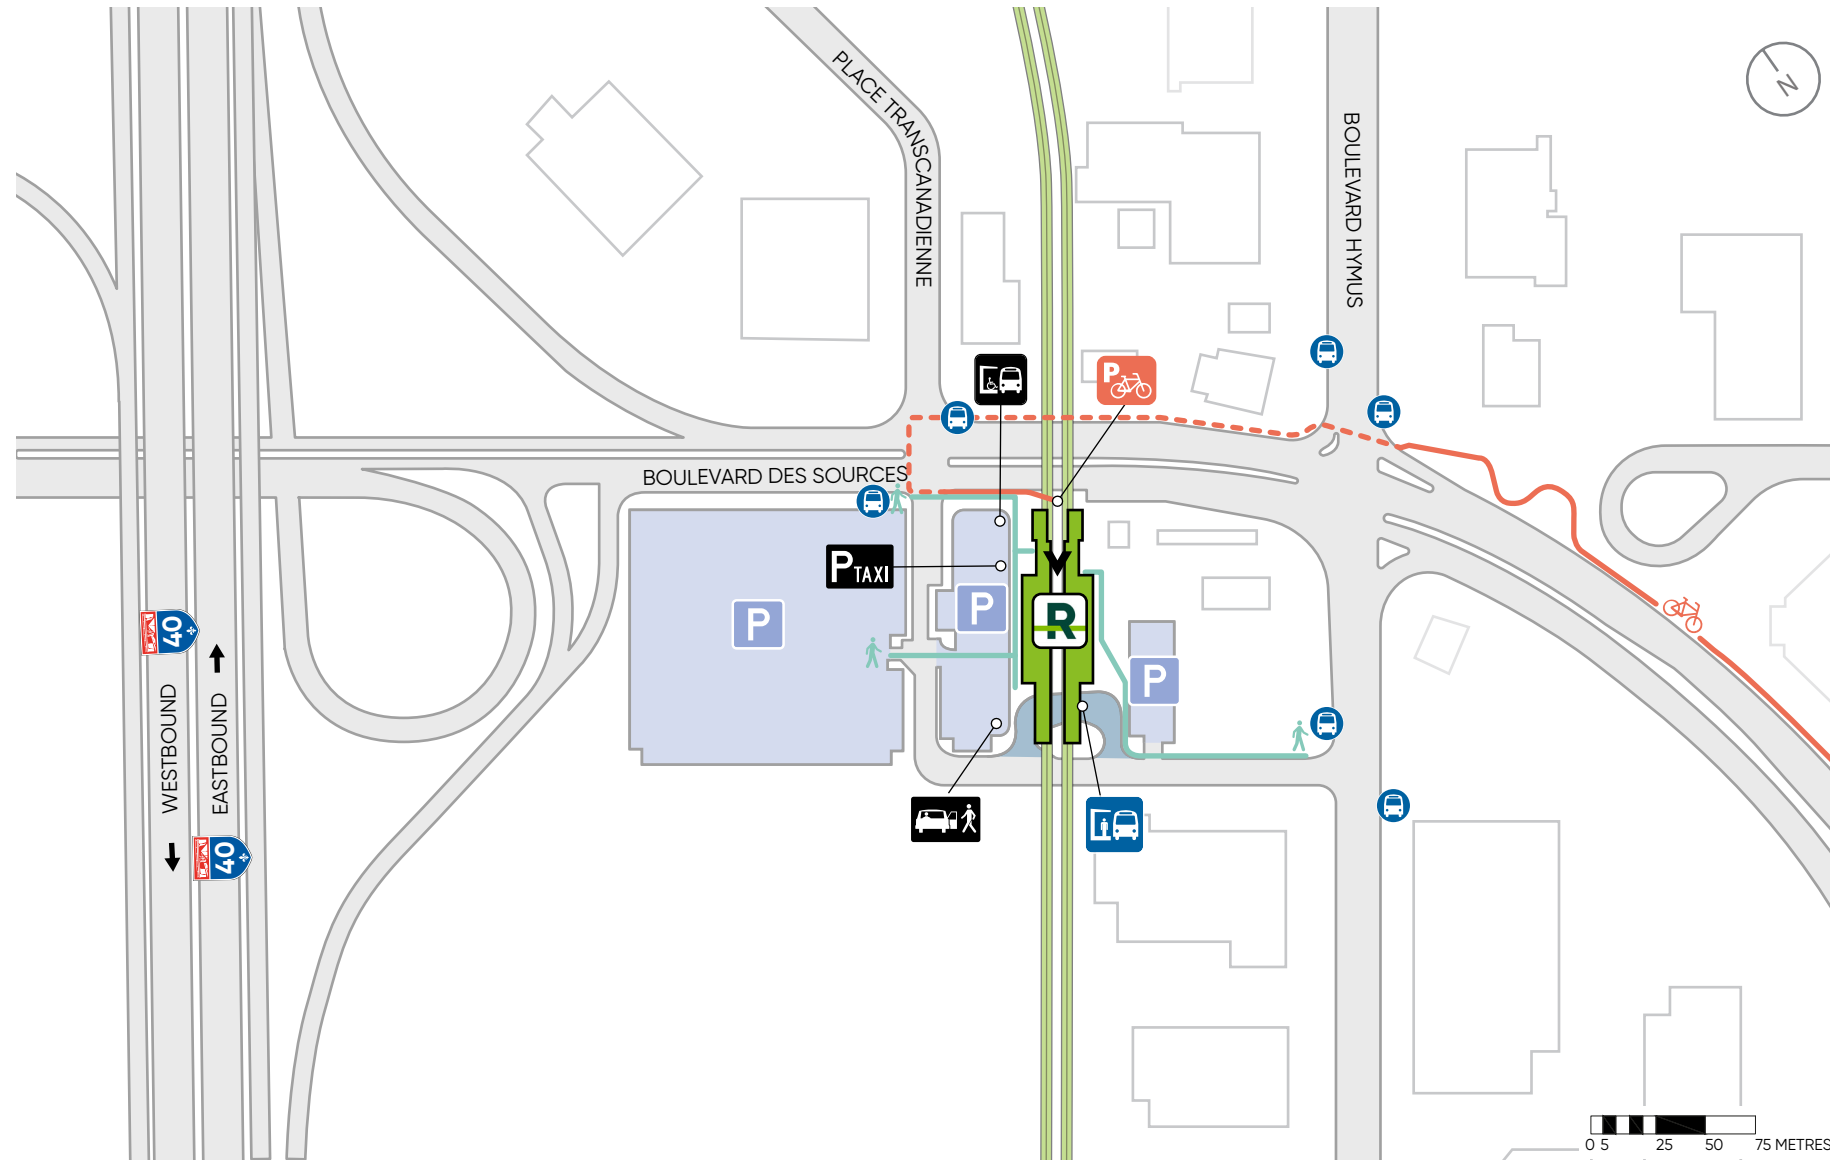 PLACE TRANSCANADIENNE
N
BOULEVARD HYMUS
P
BOULEVARD DES SOURCES
P TAXI
P
P
R
P
40
WESTBOUND
EASTBOUND
40
0 5 25 50 75 METRES